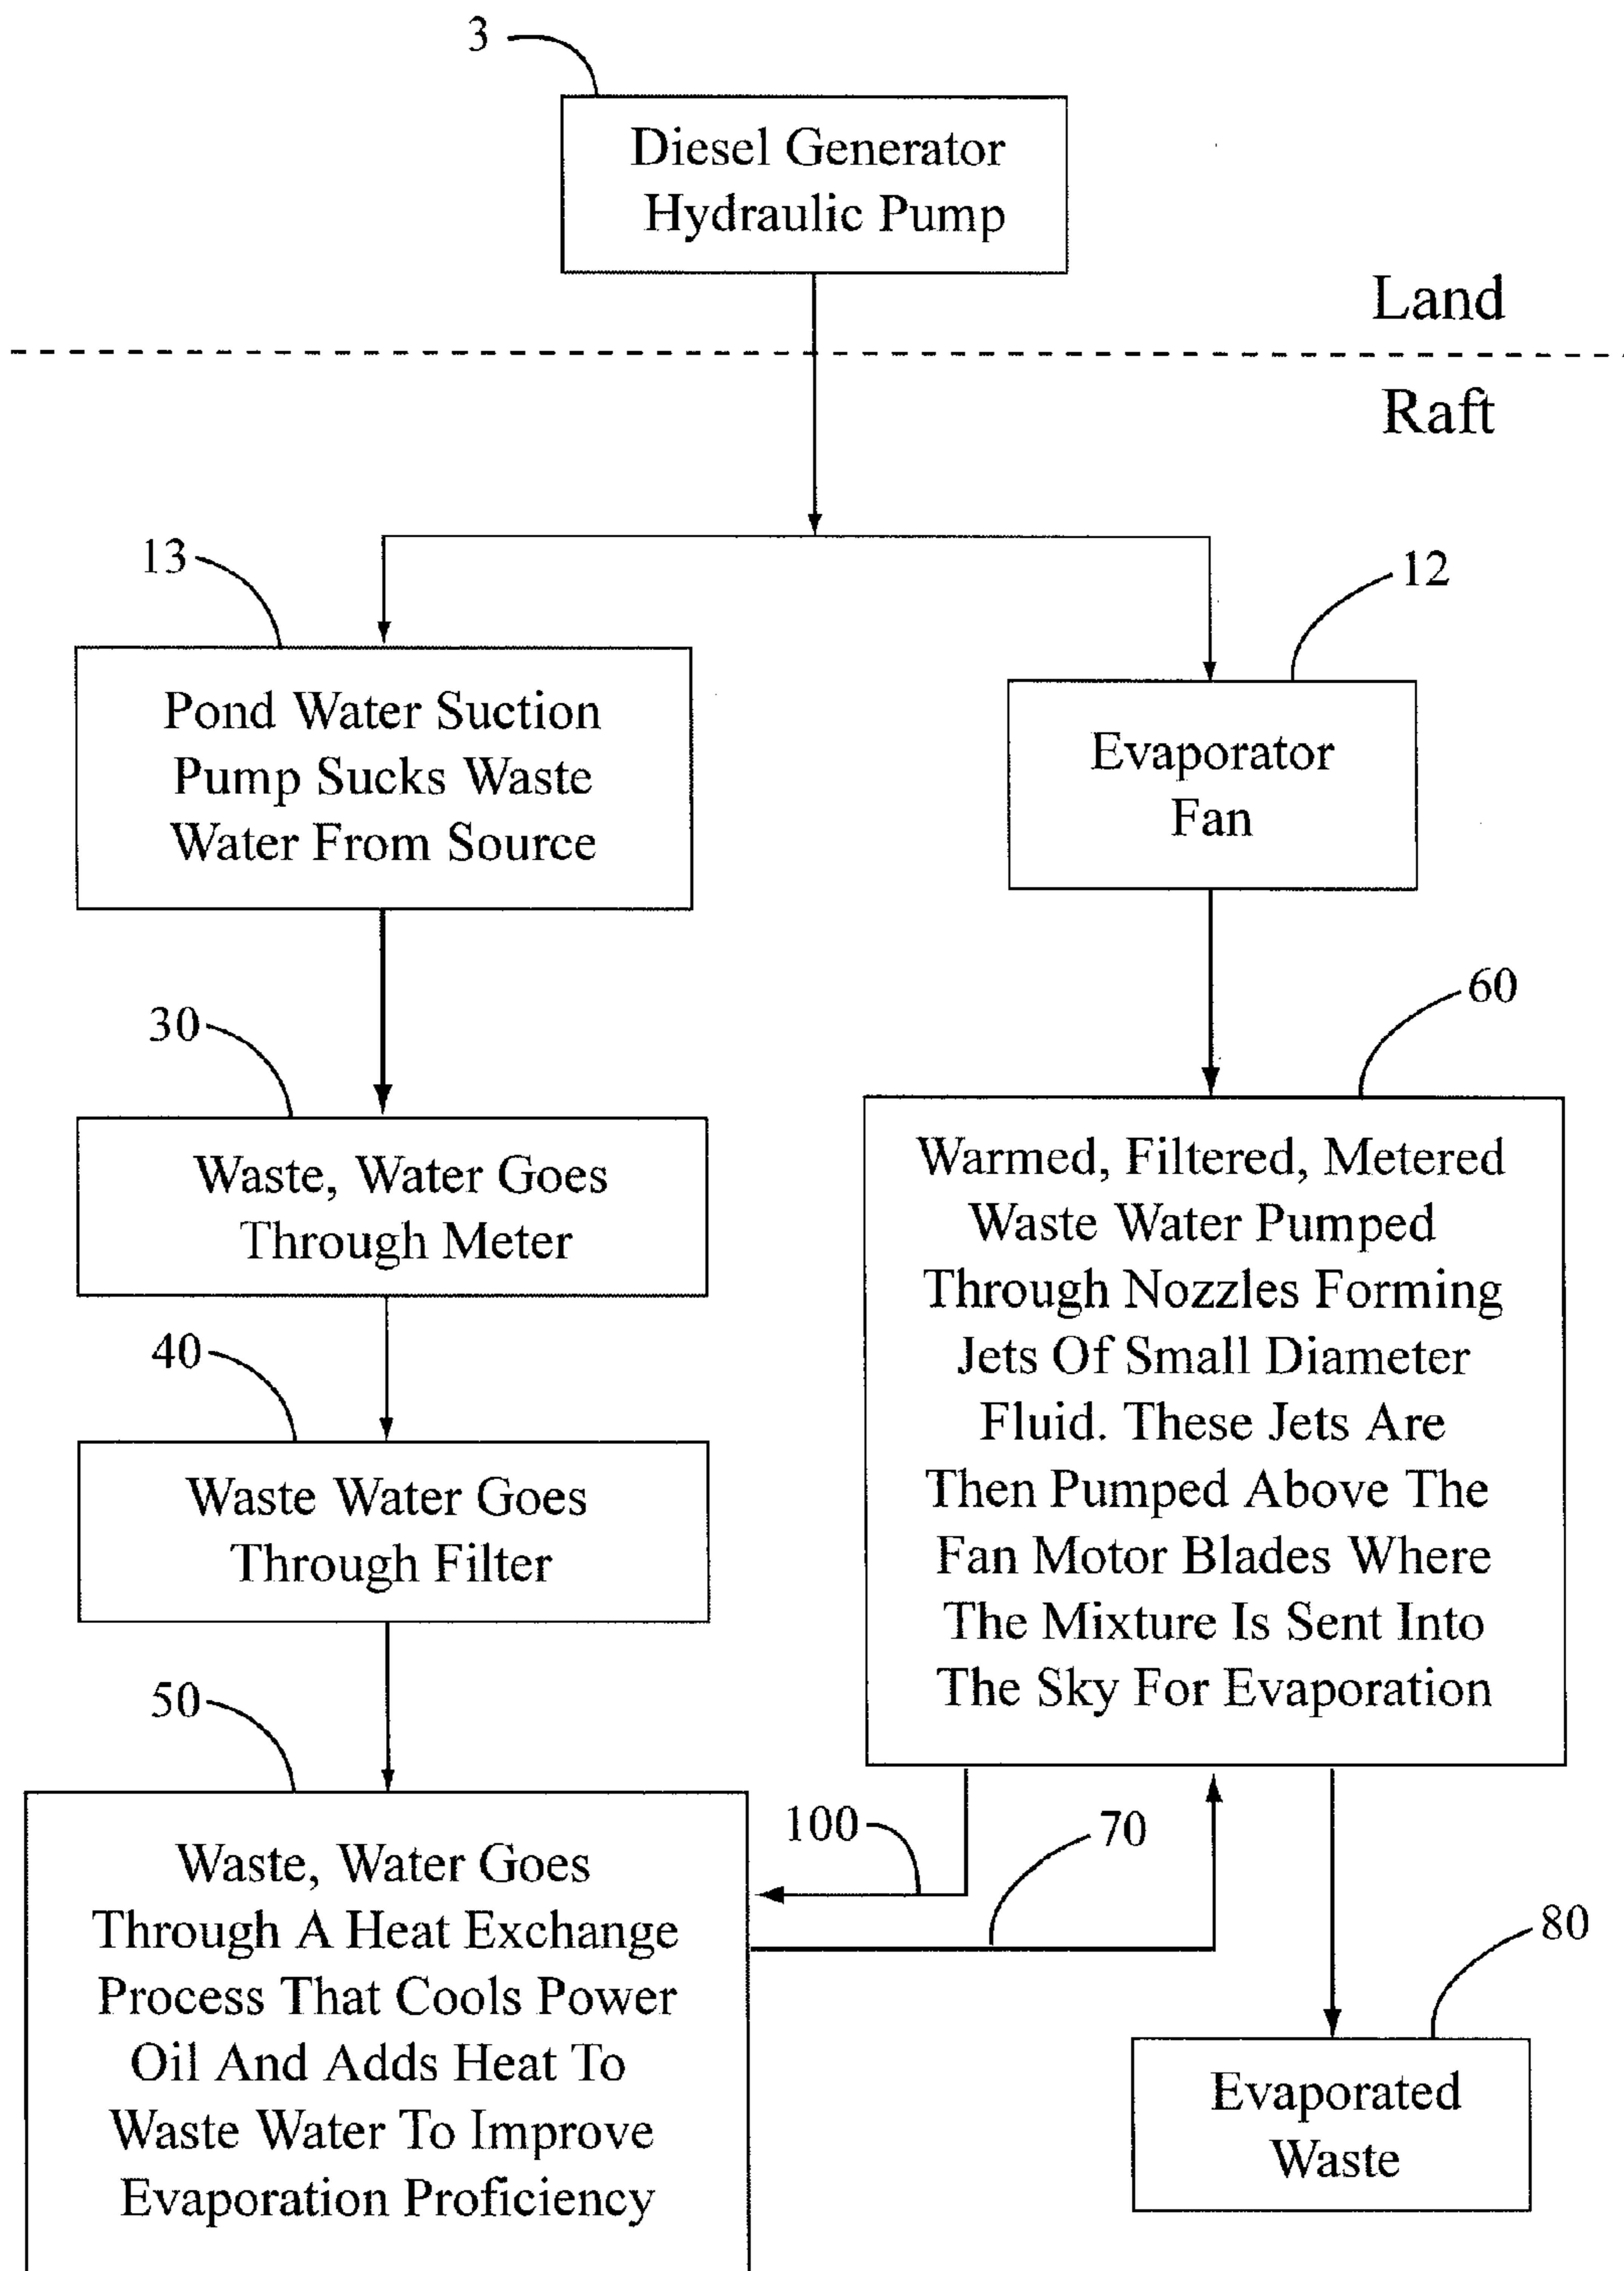 3
Diesel Generator
Hydraulic Pump
Land
Raft
13
12
Pond Water Suction
Pump Sucks Waste
Water From Source
Evaporator
Fan
30
60
Waste, Water Goes
Through Meter
Warmed, Filtered, Metered
Waste Water Pumped
Through Nozzles Forming
Jets Of Small Diameter
Fluid. These Jets Are
Then Pumped Above The
Fan Motor Blades Where
The Mixture Is Sent Into
The Sky For Evaporation
40
Waste Water Goes
Through Filter
50
100
70
Waste, Water Goes
Through A Heat Exchange
Process That Cools Power
Oil And Adds Heat To
Waste Water To Improve
Evaporation Proficiency
80
Evaporated
Waste